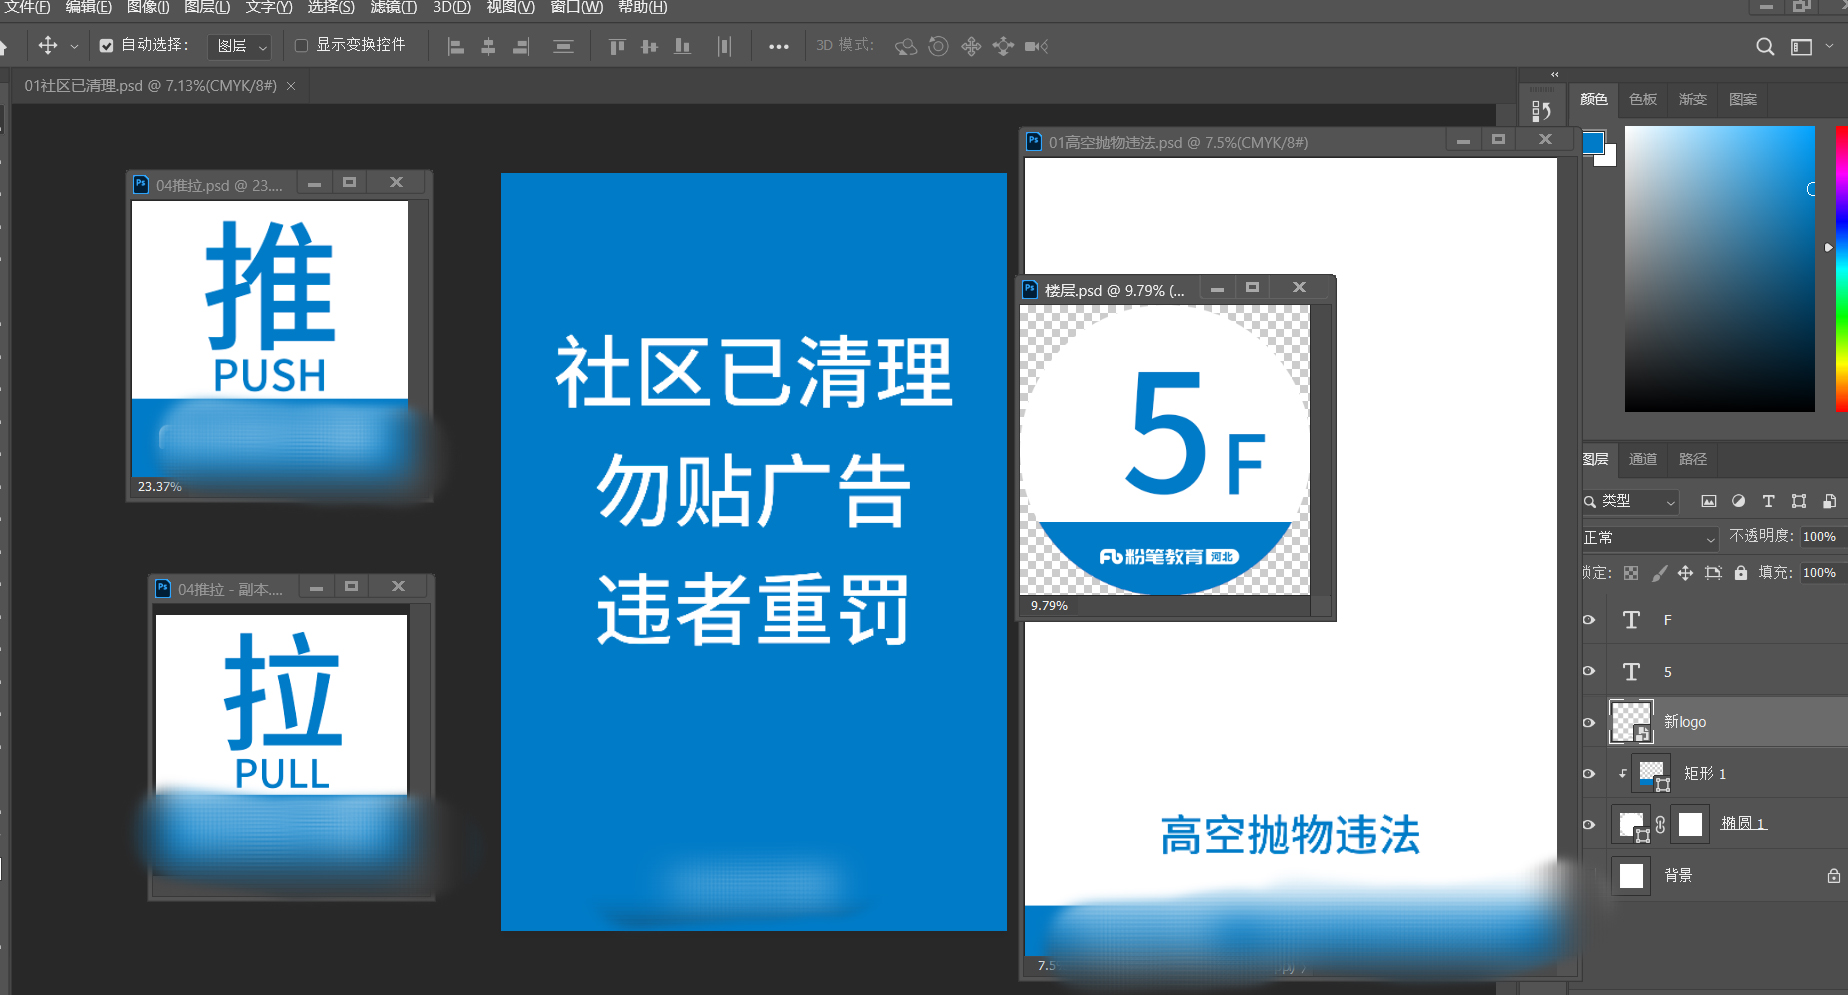 文件(F) 编辑(E) 图像(I) 图层(L) 文字(Y) 选择(S) 滤镜(T) 3D(D) 视图(V) 窗口(W) 帮助(H)
自动选择： 图层 显示变换控件 3D 模式：
01社区已清理.psd @ 7.13%(CMYK/8#)
04推拉.psd @ 23....
推
PUSH
23.37%
04推拉 - 副本....
拉
PULL
社区已清理
勿贴广告
违者重罚
01高空抛物违法.psd @ 7.5%(CMYK/8#)
楼层.psd @ 9.79% (...
5 F
粉笔教育 河北
9.79%
高空抛物违法
7.5
颜色 色板 渐变 图案
图层 通道 路径
类型
正常 不透明度： 100%
锁定： 填充： 100%
F
5
新logo
矩形 1
椭圆 1
背景